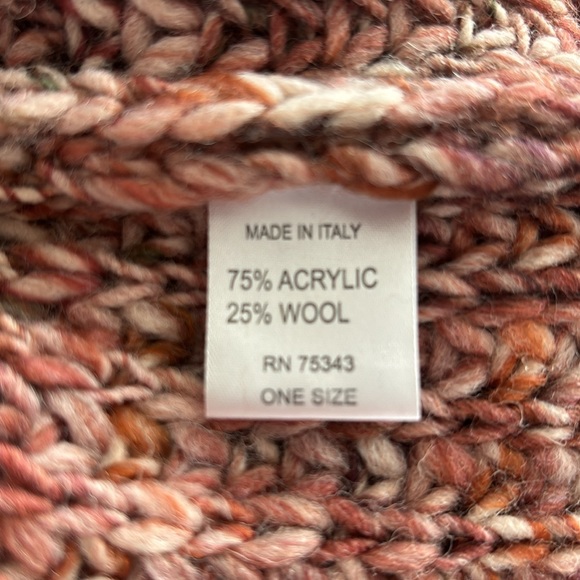 MADE IN ITALY
75% ACRYLIC
25% WOOL
RN 75343
ONE SIZE